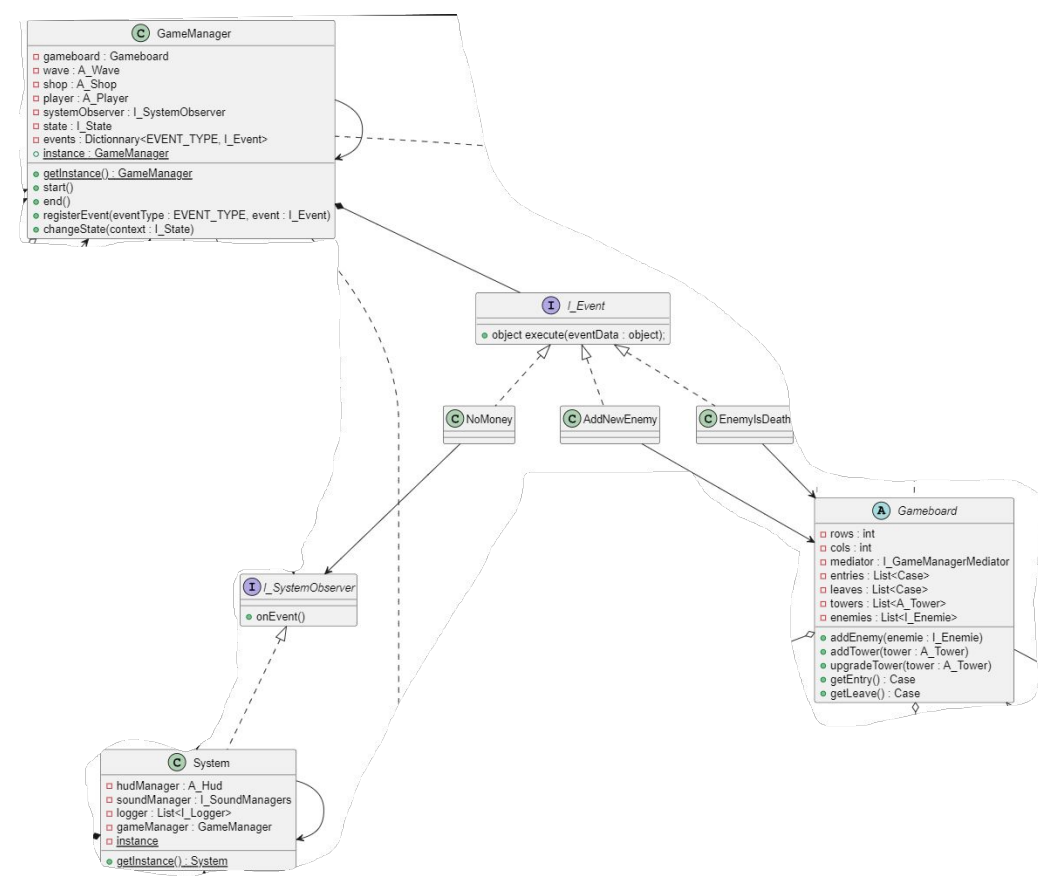 C GameManager
gameboard : Gameboard
wave : A_Wave
shop : A_Shop
player : A_Player
systemObserver : I_SystemObserver
state : I_State
events : Dictionnary<EVENT_TYPE, I_Event>
instance : GameManager
getInstance() : GameManager
start()
end()
registerEvent(eventType : EVENT_TYPE, event : I_Event)
changeState(context : I_State)
I I_Event
object execute(eventData : object);
C NoMoney
C AddNewEnemy
C EnemyIsDeath
A Gameboard
rows : int
cols : int
mediator : I_GameManagerMediator
entries : List<Case>
leaves : List<Case>
towers : List<A_Tower>
enemies : List<I_Enemie>
addEnemy(enemie : I_Enemie)
addTower(tower : A_Tower)
upgradeTower(tower : A_Tower)
getEntry() : Case
getLeave() : Case
I I_SystemObserver
onEvent()
C System
hudManager : A_Hud
soundManager : I_SoundManagers
logger : List<I_Logger>
gameManager : GameManager
instance
getInstance() : System